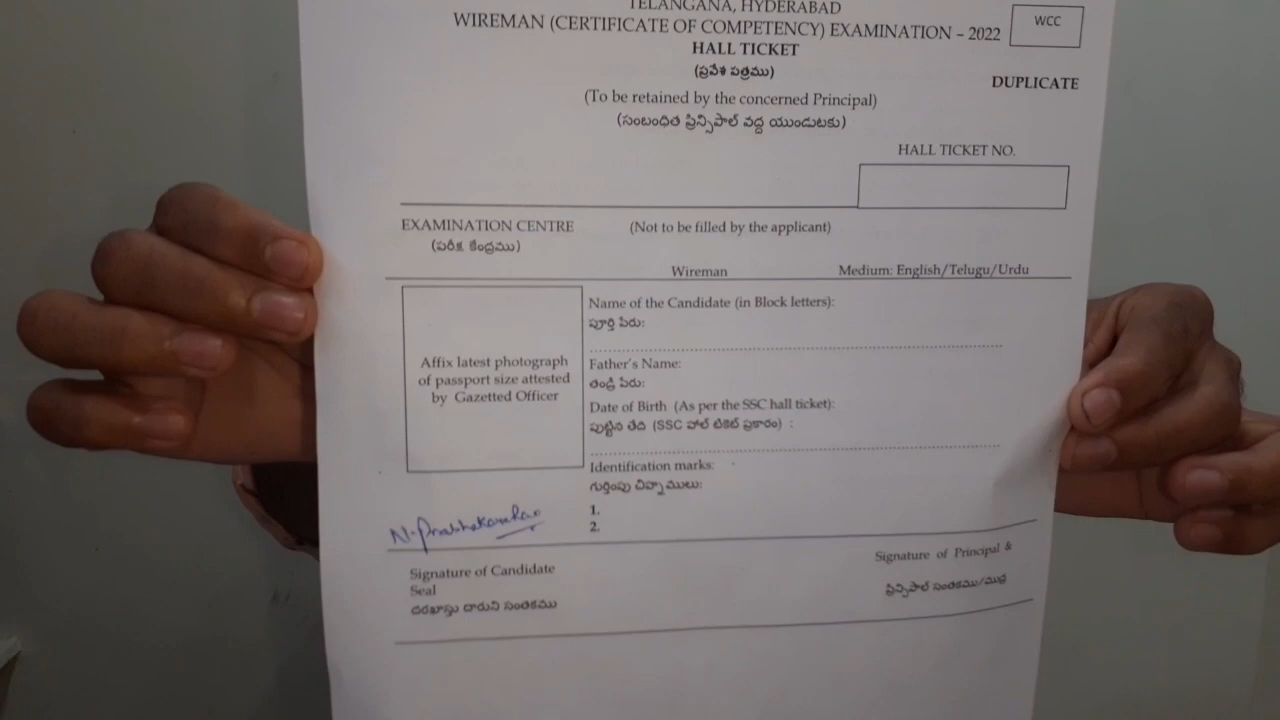 TELANGANA, HYDERABAD
WIREMAN (CERTIFICATE OF COMPETENCY) EXAMINATION – 2022
WCC
HALL TICKET
(ప్రవేశ పత్రము)
DUPLICATE
(To be retained by the concerned Principal)
(సంబంధిత ప్రిన్సిపాల్ వద్ద యుండుటకు)
HALL TICKET NO.
EXAMINATION CENTRE (Not to be filled by the applicant)
(పరీక్ష కేంద్రము)
Wireman Medium: English/Telugu/Urdu
Affix latest photograph
of passport size attested
by Gazetted Officer
Name of the Candidate (in Block letters):
పూర్తి పేరు:
Father's Name:
తండ్రి పేరు:
Date of Birth (As per the SSC hall ticket):
పుట్టిన తేది (SSC హాల్ టికెట్ ప్రకారం) :
Identification marks:
గుర్తింపు చిహ్నాములు:
1.
2.
N. Prabhakar Rao
Signature of Candidate
Seal
దరఖాస్తు దారుని సంతకము
Signature of Principal &
ప్రిన్సిపాల్ సంతకము/ముద్ర